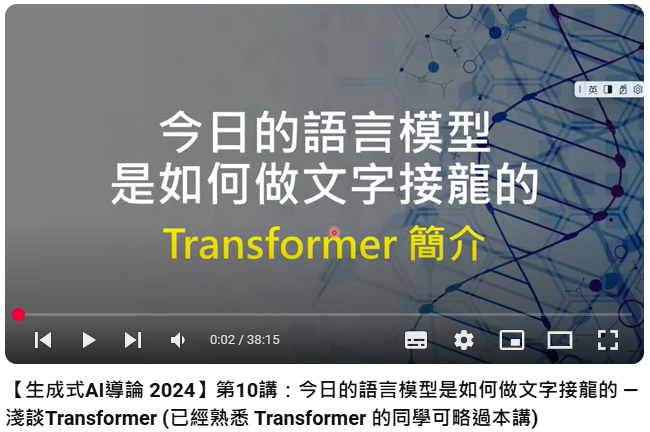 英
今日的語言模型
是如何做文字接龍的
Transformer 簡介
0:02 / 38:15
【生成式AI導論 2024】第10講：今日的語言模型是如何做文字接龍的 —
淺談Transformer (已經熟悉 Transformer 的同學可略過本講)